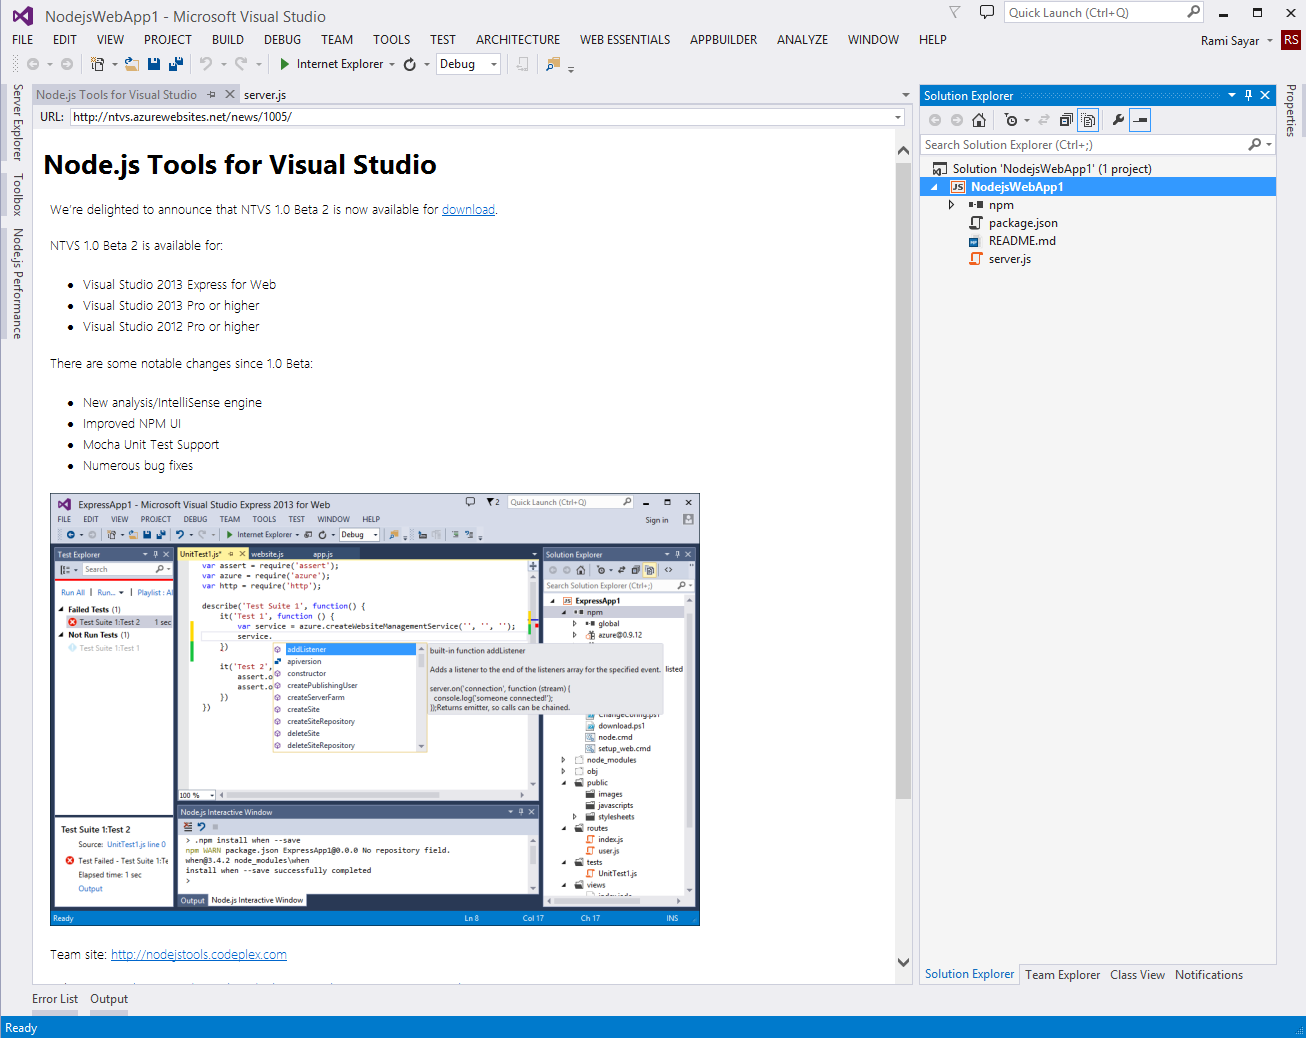 NodejsWebApp1 - Microsoft Visual Studio
Quick Launch (Ctrl+Q)
FILE EDIT VIEW PROJECT BUILD DEBUG TEAM TOOLS TEST ARCHITECTURE WEB ESSENTIALS APPBUILDER ANALYZE WINDOW HELP
Rami Sayar RS
Internet Explorer Debug
Server Explorer
Toolbox
Node.js Performance
Node.js Tools for Visual Studio server.js
URL: http://ntvs.azurewebsites.net/news/1005/
Node.js Tools for Visual Studio
We're delighted to announce that NTVS 1.0 Beta 2 is now available for download.
NTVS 1.0 Beta 2 is available for:
Visual Studio 2013 Express for Web
Visual Studio 2013 Pro or higher
Visual Studio 2012 Pro or higher
There are some notable changes since 1.0 Beta:
New analysis/IntelliSense engine
Improved NPM UI
Mocha Unit Test Support
Numerous bug fixes
ExpressApp1 - Microsoft Visual Studio Express 2013 for Web
2 Quick Launch (Ctrl+Q)
FILE EDIT VIEW PROJECT DEBUG TEAM TOOLS TEST WINDOW HELP
Sign in
Internet Explorer Debug
Test Explorer
Search
Run All | Run... | Playlist : Al
Failed Tests (1)
Test Suite 1:Test 2 1 sec
Not Run Tests (1)
Test Suite 1:Test 1
Test Suite 1:Test 2
Source: UnitTest1.js line 0
Test Failed - Test Suite 1:Te
Elapsed time: 1 sec
Output
UnitTest1.js* website.js app.js
var assert = require('assert');
var azure = require('azure');
var http = require('http');
describe('Test Suite 1', function() {
it('Test 1', function () {
var service = azure.createWebsiteManagementService('', '', '');
service.
})
it('Test 2',
assert.o
assert.o
})
})
addListener
apiversion
constructor
createPublishingUser
createServerFarm
createSite
createSiteRepository
deleteSite
deleteSiteRepository
built-in function addListener
Adds a listener to the end of the listeners array for the specified event.
server.on('connection', function (stream) {
console.log('someone connected!');
});Returns emitter, so calls can be chained.
100 %
Node.js Interactive Window
> .npm install when --save
npm WARN package.json ExpressApp1@0.0.0 No repository field.
when@3.4.2 node_modules\when
install when --save successfully completed
>
Output Node.js Interactive Window
Solution Explorer
Search Solution Explorer (Ctrl+;)
ExpressApp1
npm
global
azure@0.9.12
listed
ChangeConfig.ps1
download.ps1
node.cmd
setup_web.cmd
node_modules
obj
public
images
javascripts
stylesheets
routes
index.js
user.js
tests
UnitTest1.js
views
Ready Ln 8 Col 17 Ch 17 INS
Team site: http://nodejstools.codeplex.com
Solution Explorer
Search Solution Explorer (Ctrl+;)
Solution 'NodejsWebApp1' (1 project)
JS NodejsWebApp1
npm
package.json
README.md
server.js
Solution Explorer Team Explorer Class View Notifications
Properties
Error List Output
Ready